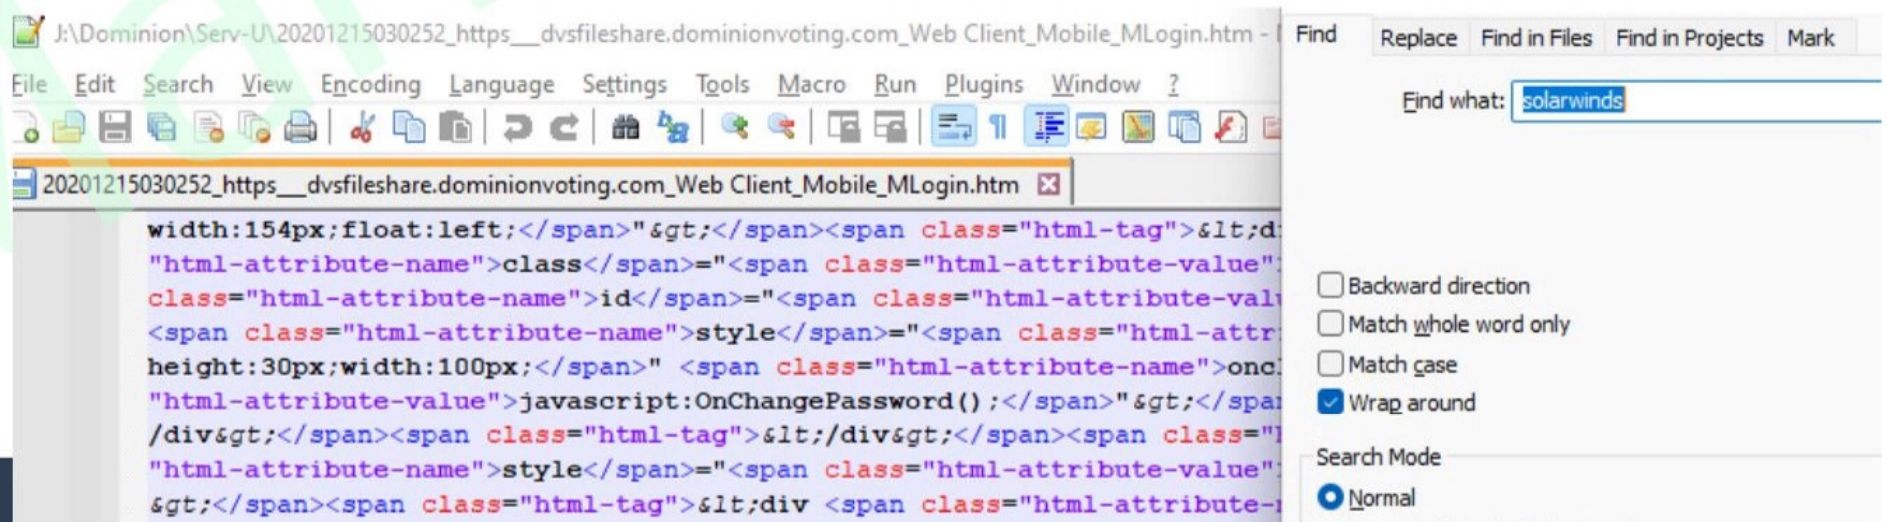 J:\Dominion\Serv-U\20201215030252_https___dvsfileshare.dominionvoting.com_Web Client_Mobile_MLogin.htm -
File Edit Search View Encoding Language Settings Tools Macro Run Plugins Window ?
20201215030252_https___dvsfileshare.dominionvoting.com_Web Client_Mobile_MLogin.htm
width:154px;float:left;</span>"&gt;</span><span class="html-tag">&lt;d
"html-attribute-name">class</span>="<span class="html-attribute-value"
class="html-attribute-name">id</span>="<span class="html-attribute-val
<span class="html-attribute-name">style</span>="<span class="html-attr
height:30px;width:100px;</span>" <span class="html-attribute-name">onc
"html-attribute-value">javascript:OnChangePassword();</span>"&gt;</spa
/div&gt;</span><span class="html-tag">&lt;/div&gt;</span><span class="
"html-attribute-name">style</span>="<span class="html-attribute-value"
&gt;</span><span class="html-tag">&lt;div <span class="html-attribute-
Find Replace Find in Files Find in Projects Mark
Find what: solarwinds
Backward direction
Match whole word only
Match case
Wrap around
Search Mode
Normal